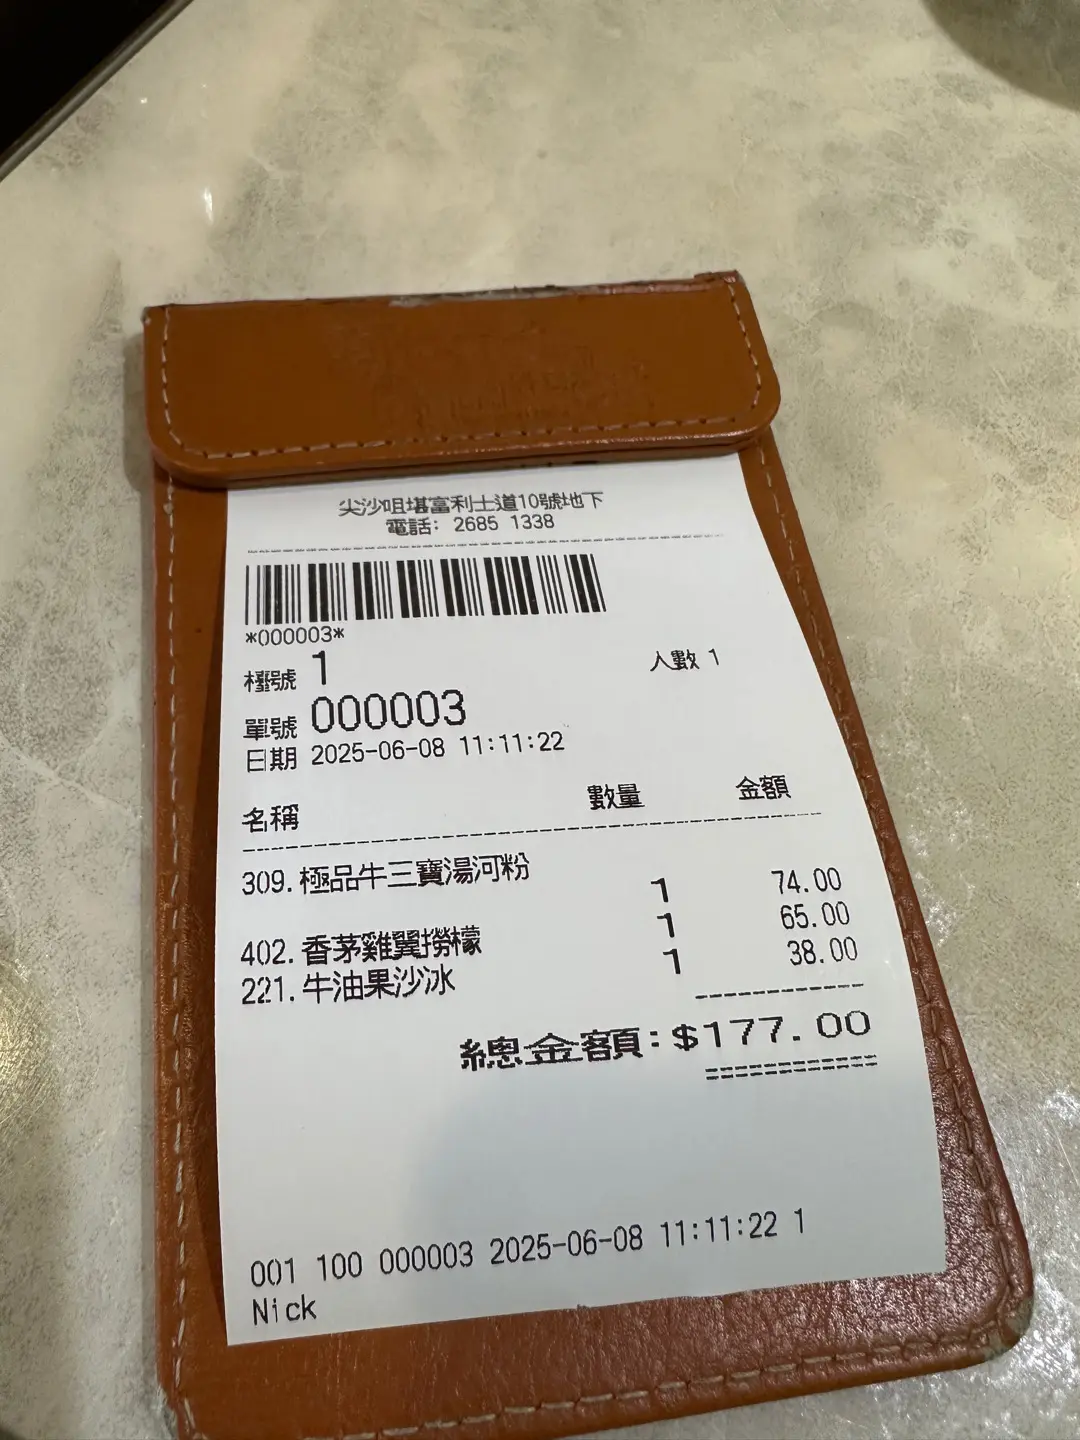 尖沙咀堪富利士道10號地下
電話: 2685 1338
*000003*
檯號 1 人數 1
單號 000003
日期 2025-06-08 11:11:22
名稱 數量 金額
309. 極品牛三寶湯河粉
1 74.00
402. 香茅雞翼撈檬 1 65.00
221. 牛油果沙冰 1 38.00
總金額: $177.00
001 100 000003 2025-06-08 11:11:22 1
Nick